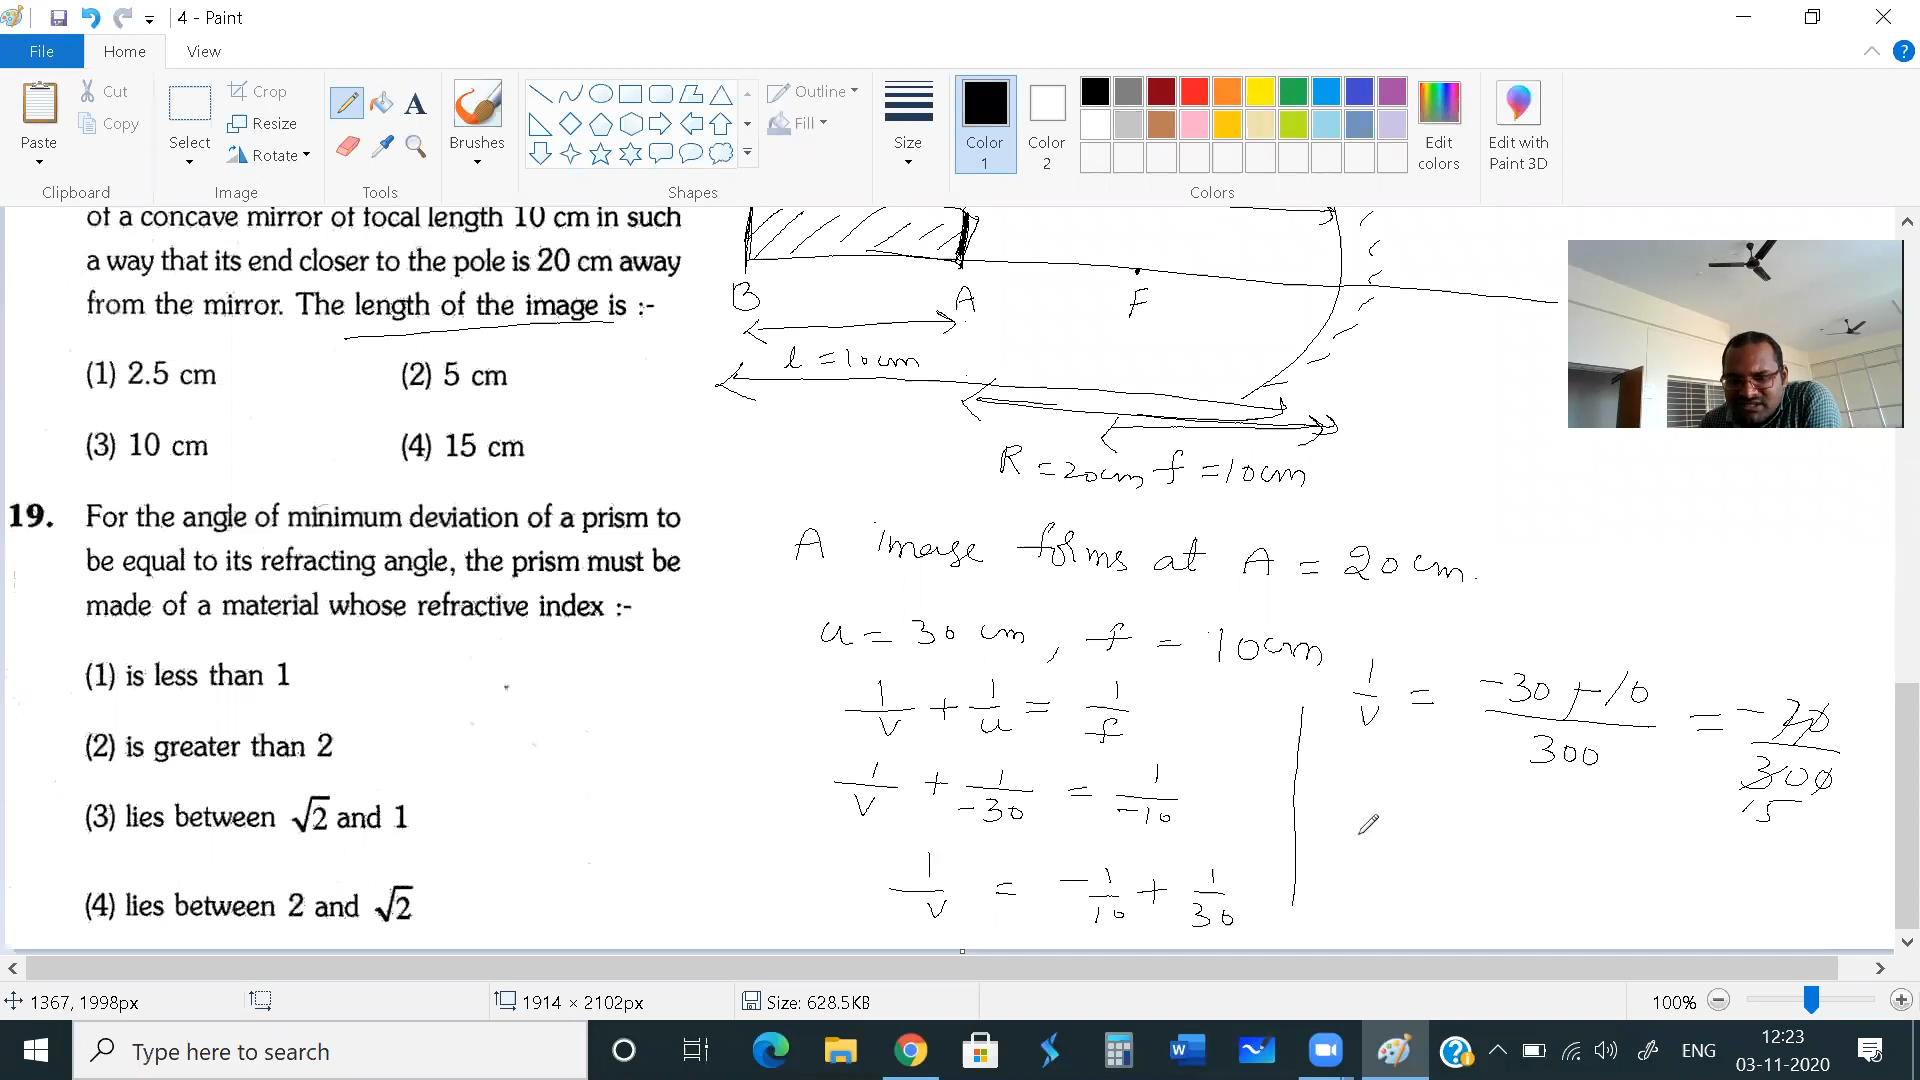 4 - Paint
File Home View
Paste
Cut
Copy
Clipboard
Select
Crop
Resize
Rotate
Image
Tools
Brushes
Shapes
Outline
Fill
Size
Color 1
Color 2
Colors
Edit colors
Edit with Paint 3D
of a concave mirror of focal length 10 cm in such
a way that its end closer to the pole is 20 cm away
from the mirror. The length of the image is :-
(1) 2.5 cm (2) 5 cm
(3) 10 cm (4) 15 cm
19. For the angle of minimum deviation of a prism to
be equal to its refracting angle, the prism must be
made of a material whose refractive index :-
(1) is less than 1
(2) is greater than 2
(3) lies between √2 and 1
(4) lies between 2 and √2
B A F
l = 10cm
R = 20cm f = 10cm
A image forms at A = 20cm.
u = 30 cm, f = 10cm
1/v + 1/u = 1/f
1/v + 1/-30 = 1/-10
1/v = -1/10 + 1/30
1/v = -30+10/300 = -20/300
15
1367, 1998px
1914 × 2102px
Size: 628.5KB
100%
Type here to search
ENG
12:23
03-11-2020